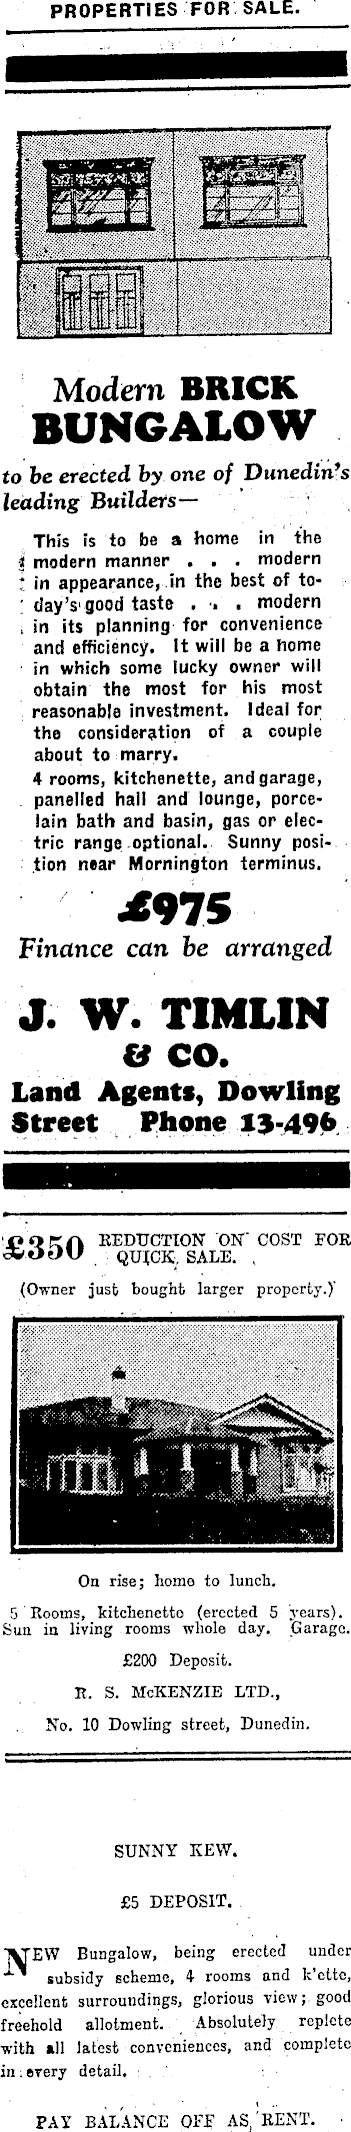 PROPERTIES FOR SALE.
Modern BRICK
BUNGALOW
to be erected by one of Dunedin's
leading Builders—
This is to be a home in the
modern manner . . . modern
in appearance, in the best of to-
day's good taste . . . modern
in its planning for convenience
and efficiency. It will be a home
in which some lucky owner will
obtain the most for his most
reasonable investment. Ideal for
the consideration of a couple
about to marry.
4 rooms, kitchenette, and garage,
panelled hall and lounge, porce-
lain bath and basin, gas or elec-
tric range optional. Sunny posi-
tion near Mornington terminus.
£975
Finance can be arranged
J. W. TIMLIN
& CO.
Land Agents, Dowling
Street Phone 13-496
£350 REDUCTION ON COST FOR
QUICK SALE.
(Owner just bought larger property.)
On rise; home to lunch.
5 Rooms, kitchenette (erected 5 years).
Sun in living rooms whole day. Garage.
£200 Deposit.
R. S. McKENZIE LTD.,
No. 10 Dowling street, Dunedin.
SUNNY KEW.
£5 DEPOSIT.
NEW Bungalow, being erected under
subsidy scheme, 4 rooms and k'ette,
excellent surroundings, glorious view; good
freehold allotment. Absolutely replete
with all latest conveniences, and complete
in every detail.
PAY BALANCE OFF AS RENT.